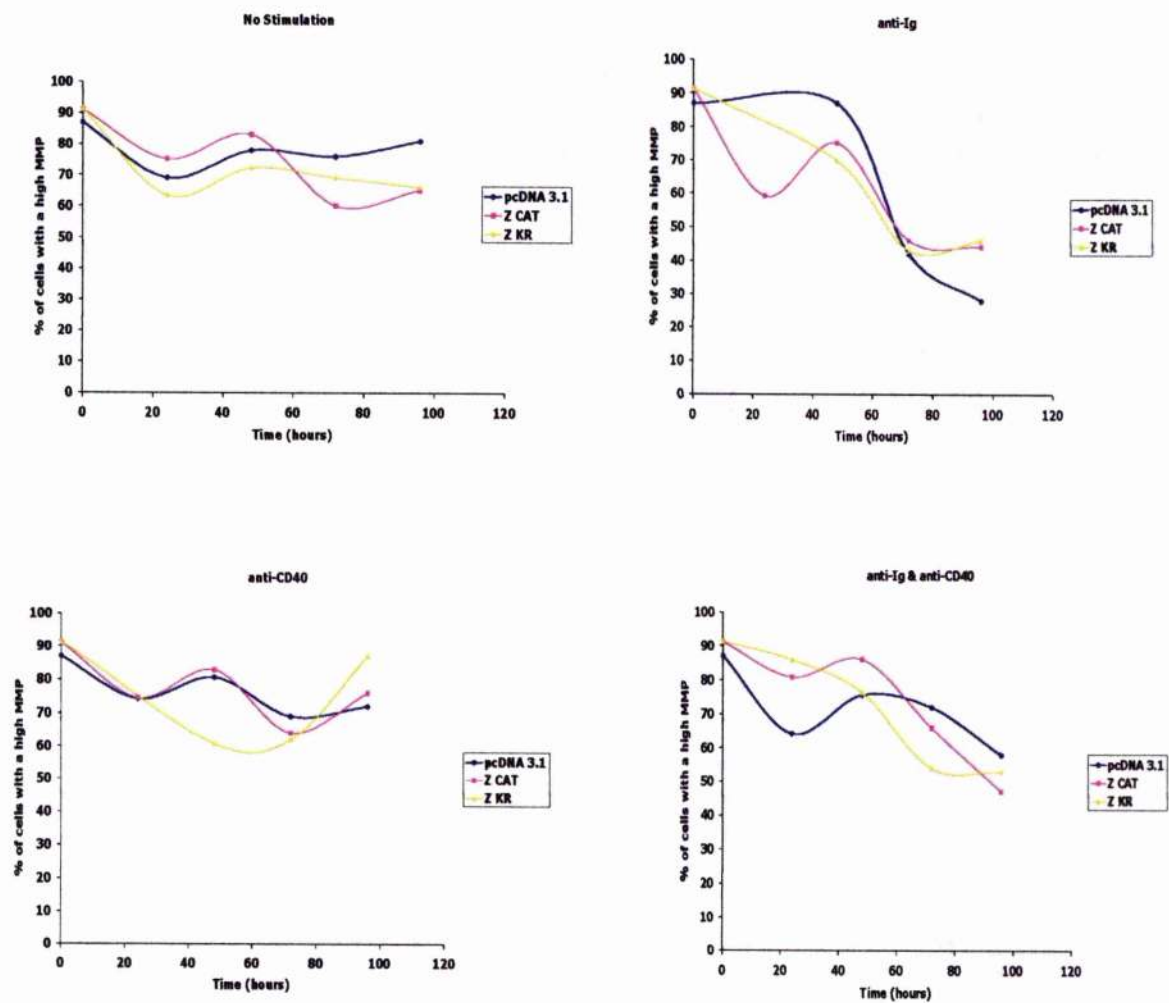 No Stimulation
% of cells with a high MMP
100
90
80
70
60
50
40
30
20
10
0
0 20 40 60 80 100 120
Time (hours)
pcDNA 3.1
Z CAT
Z KR
anti-Ig
% of cells with a high MMP
100
90
80
70
60
50
40
30
20
10
0
0 20 40 60 80 100 120
Time (hours)
pcDNA 3.1
Z CAT
Z KR
anti-CD40
% of cells with a high MMP
100
90
80
70
60
50
40
30
20
10
0
0 20 40 60 80 100 120
Time (hours)
pcDNA 3.1
Z CAT
Z KR
anti-Ig & anti-CD40
% of cells with a high MMP
100
90
80
70
60
50
40
30
20
10
0
0 20 40 60 80 100 120
Time (hours)
pcDNA 3.1
Z CAT
Z KR